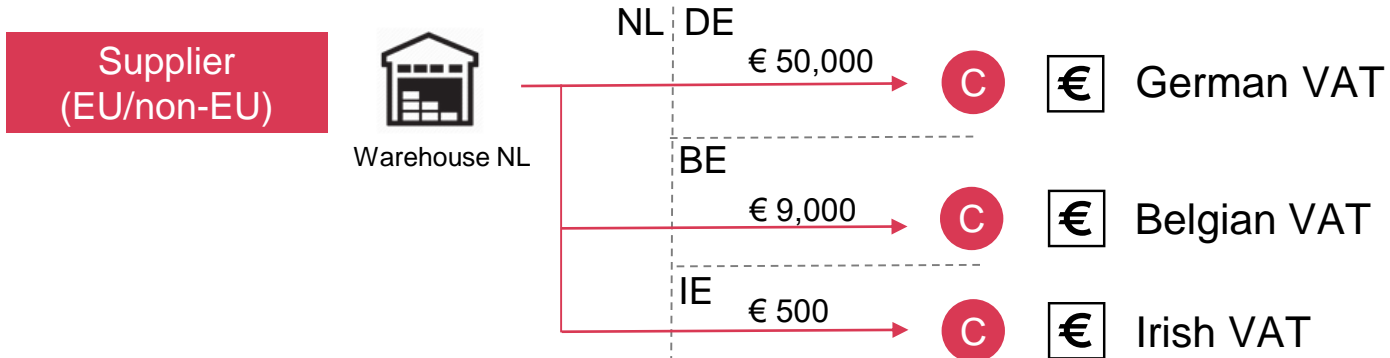 NL DE
Supplier
(EU/non-EU)
€ 50,000
C
€
German VAT
Warehouse NL
BE
€ 9,000
C
€
Belgian VAT
IE
€ 500
C
€
Irish VAT